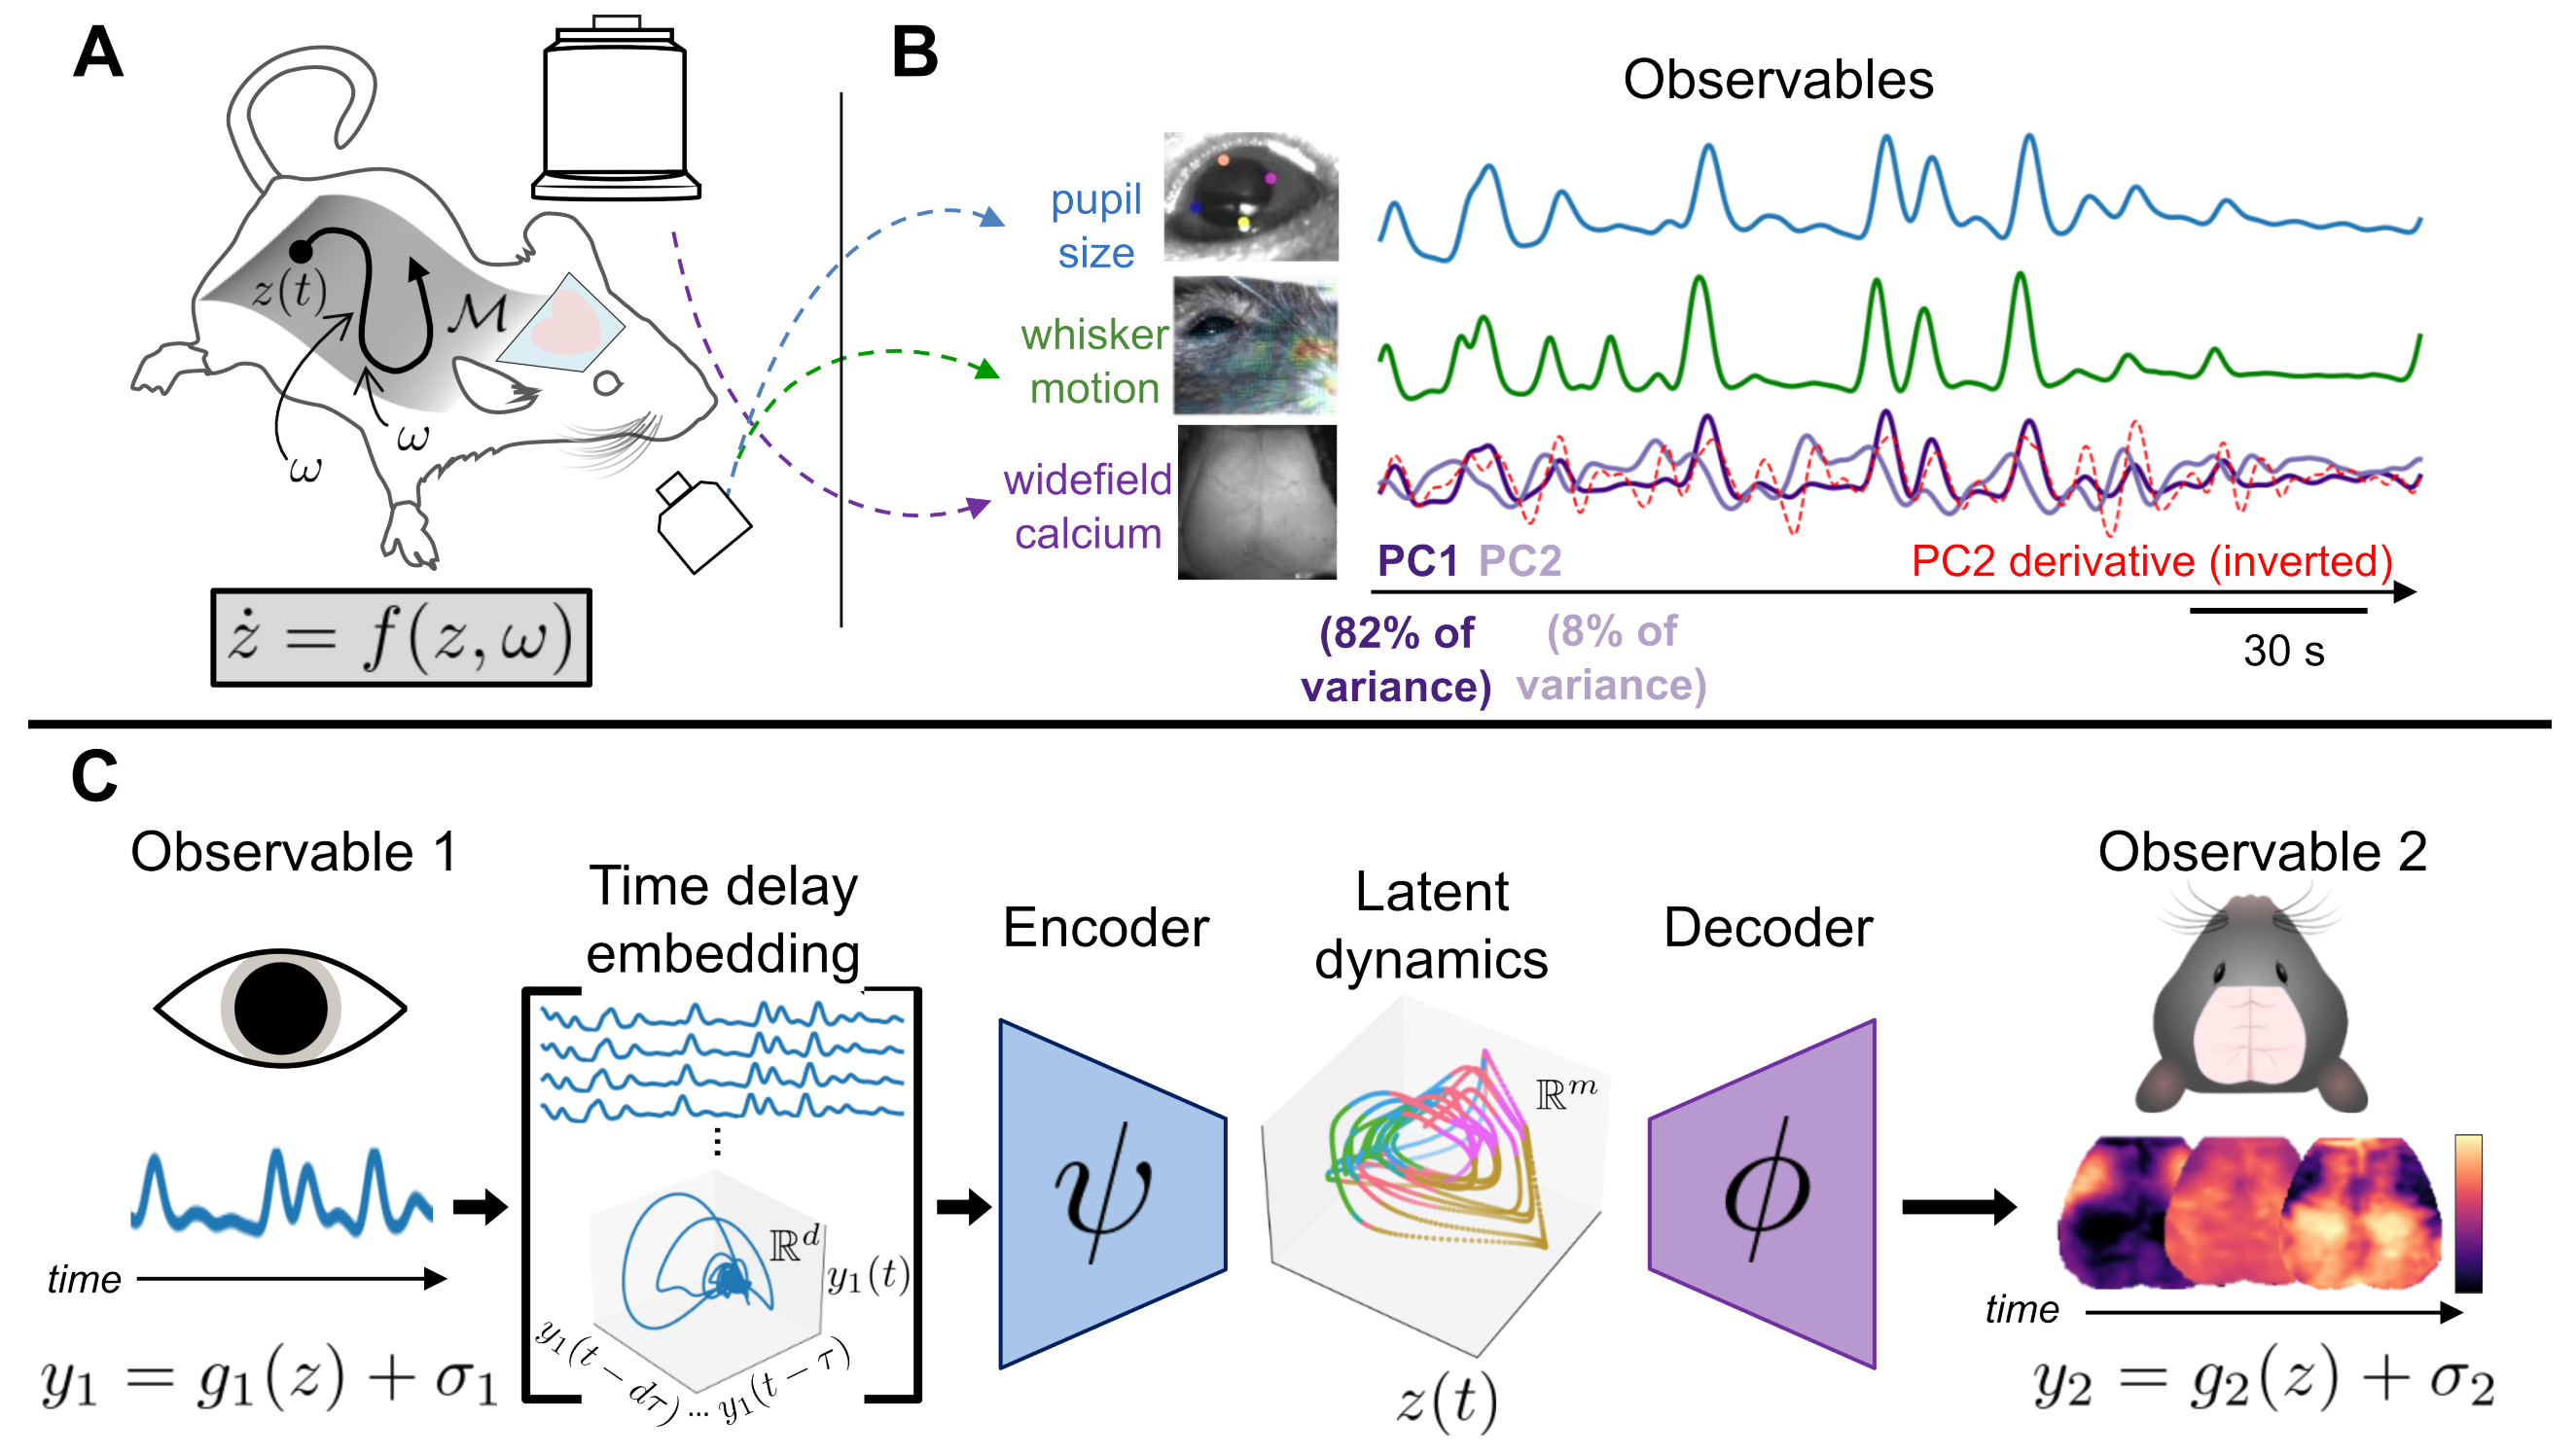 A
z(t)
ℳ
ω
ω
ż = f(z, ω)
B
Observables
pupil
size
whisker
motion
widefield
calcium
PC1 PC2
PC2 derivative (inverted)
(82% of
variance)
(8% of
variance)
30 s
C
Observable 1
time
y₁ = g₁(z) + σ₁
Time delay
embedding
⋮
ℝᵈ
y₁(t)
y₁(t − dτ) ... y₁(t − τ)
Encoder
ψ
Latent
dynamics
ℝᵐ
z(t)
Decoder
ϕ
Observable 2
time
y₂ = g₂(z) + σ₂